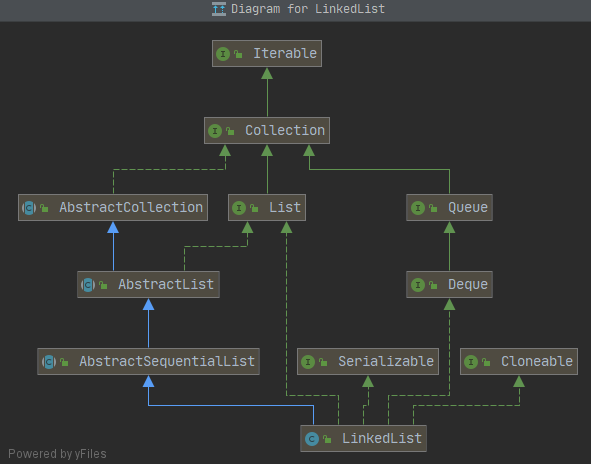 Diagram for LinkedList
I Iterable
I Collection
C AbstractCollection
I List
I Queue
C AbstractList
I Deque
C AbstractSequentialList
I Serializable
I Cloneable
C LinkedList
Powered by yFiles